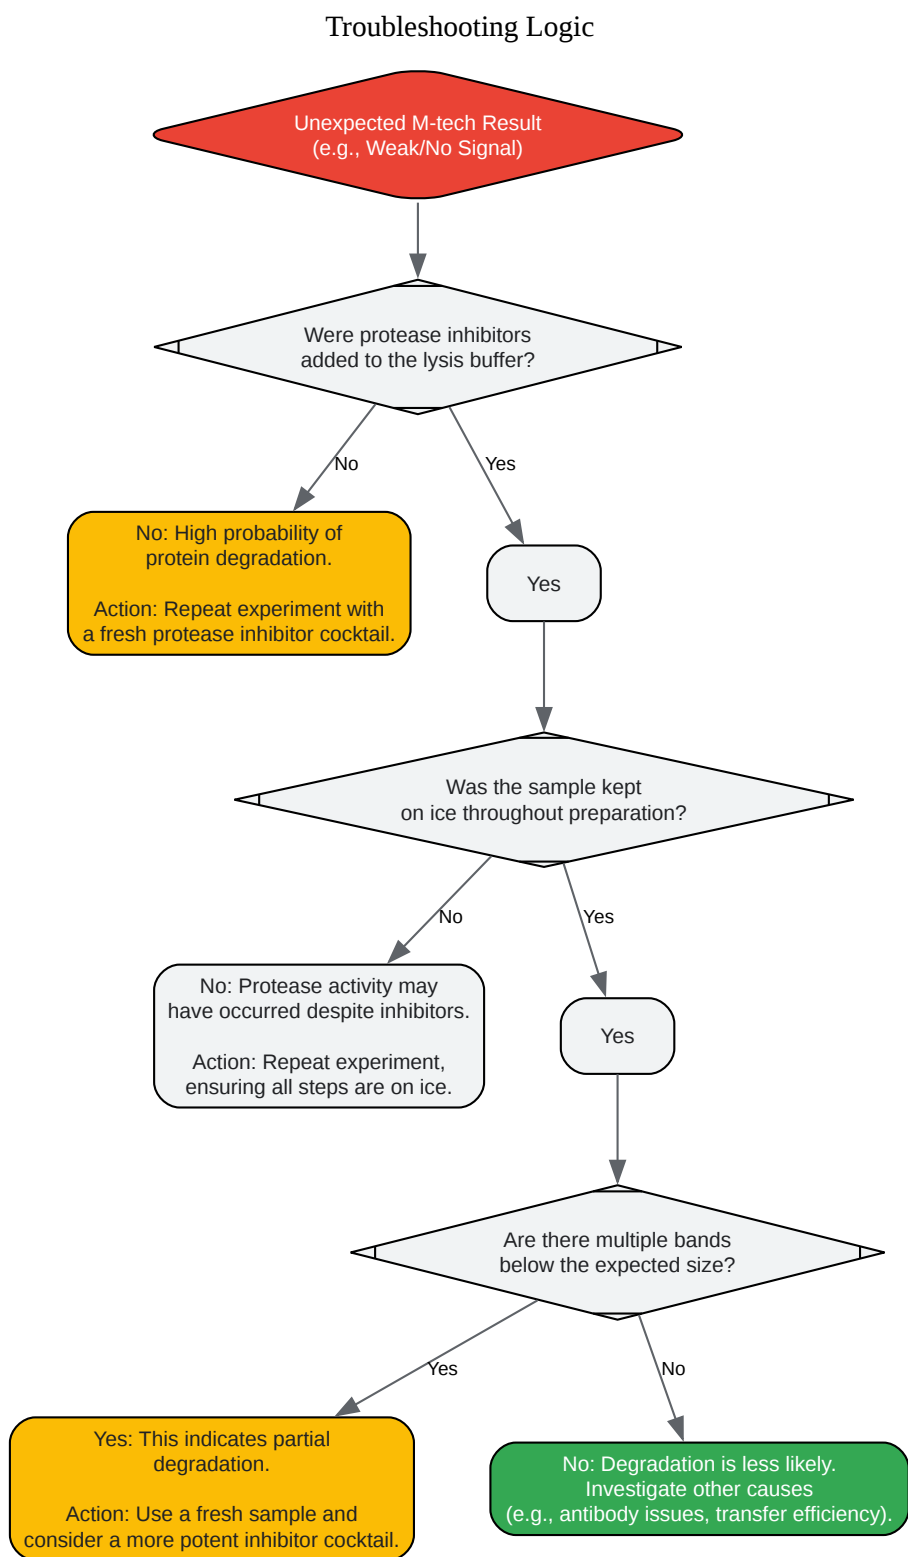 Troubleshooting Logic
Unexpected M-tech Result
(e.g., Weak/No Signal)
Were protease inhibitors
added to the lysis buffer?
No
Yes
No: High probability of
protein degradation.
Action: Repeat experiment with
a fresh protease inhibitor cocktail.
Yes
Was the sample kept
on ice throughout preparation?
No
Yes
No: Protease activity may
have occurred despite inhibitors.
Action: Repeat experiment,
ensuring all steps are on ice.
Yes
Are there multiple bands
below the expected size?
Yes
No
Yes: This indicates partial
degradation.
Action: Use a fresh sample and
consider a more potent inhibitor cocktail.
No: Degradation is less likely.
Investigate other causes
(e.g., antibody issues, transfer efficiency).